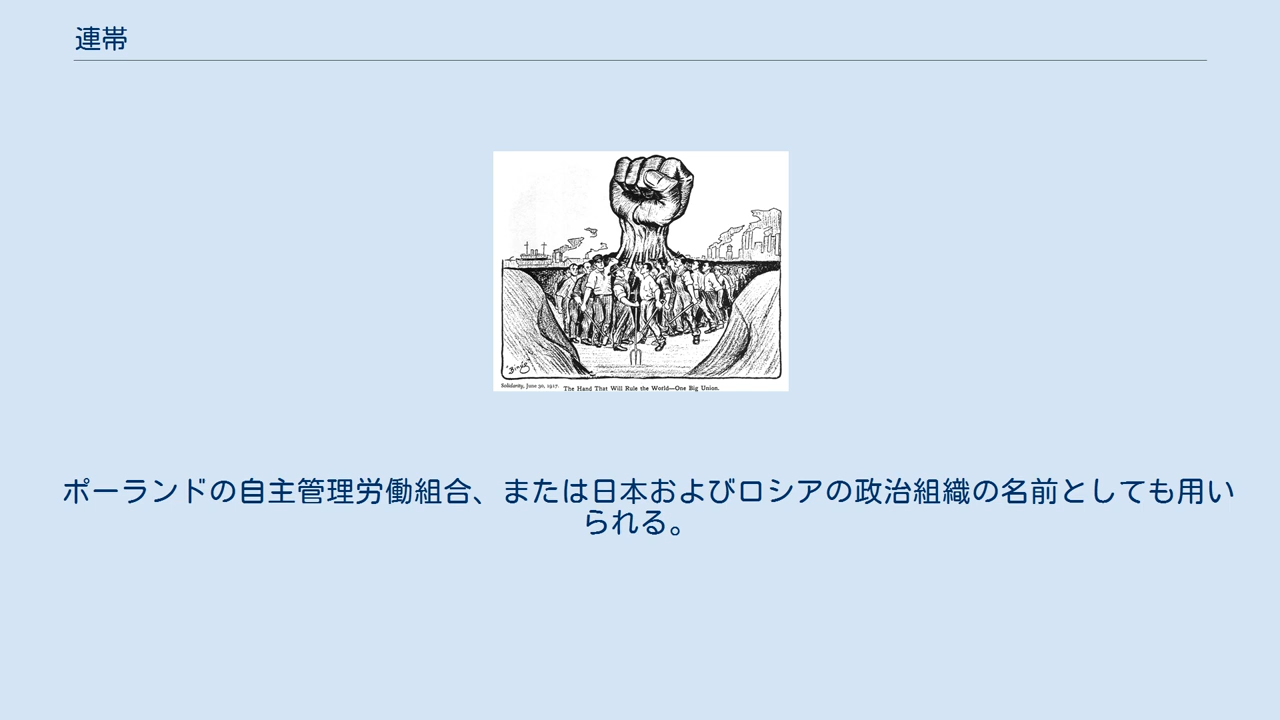 連帯
"Bingo"
Solidarity, June 30, 1917. The Hand That Will Rule the World—One Big Union.
ポーランドの自主管理労働組合、または日本およびロシアの政治組織の名前としても用い
られる。